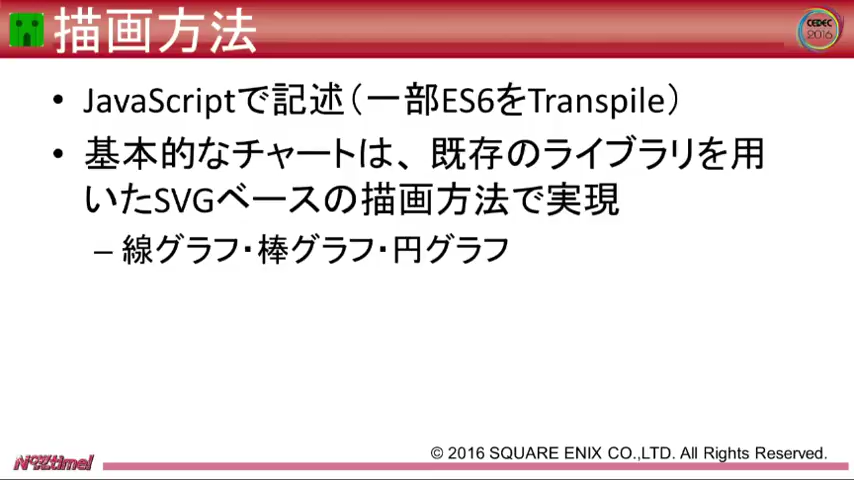 描画方法
CEDEC
2016
• JavaScriptで記述（一部ES6をTranspile）
• 基本的なチャートは、既存のライブラリを用
いたSVGベースの描画方法で実現
– 線グラフ・棒グラフ・円グラフ
© 2016 SQUARE ENIX CO.,LTD. All Rights Reserved.